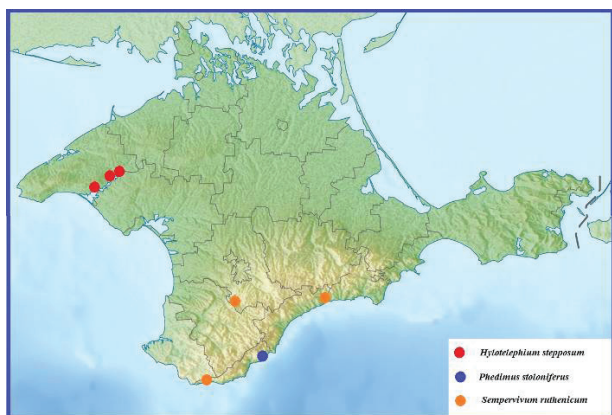 Hylotelephium stepposum
Phedimus stoloniferus
Sempervivum ruthenicum